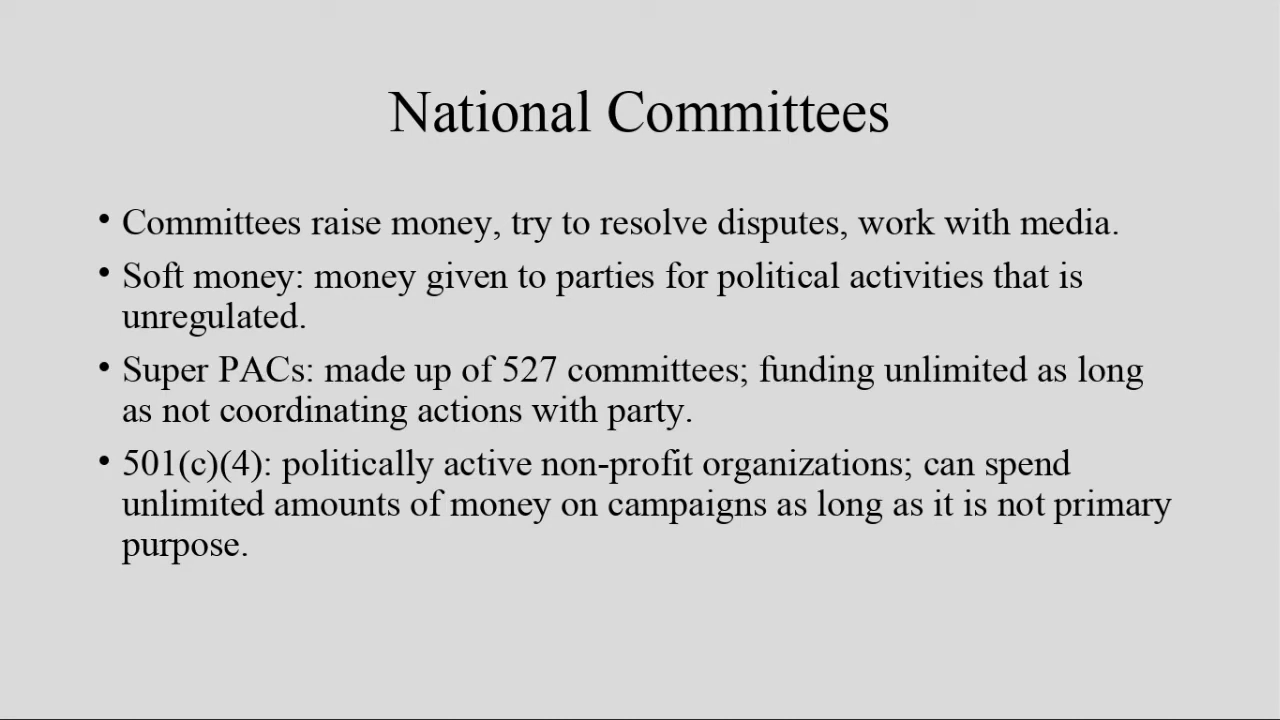 National Committees
• Committees raise money, try to resolve disputes, work with media.
• Soft money: money given to parties for political activities that is
unregulated.
• Super PACs: made up of 527 committees; funding unlimited as long
as not coordinating actions with party.
• 501(c)(4): politically active non-profit organizations; can spend
unlimited amounts of money on campaigns as long as it is not primary
purpose.